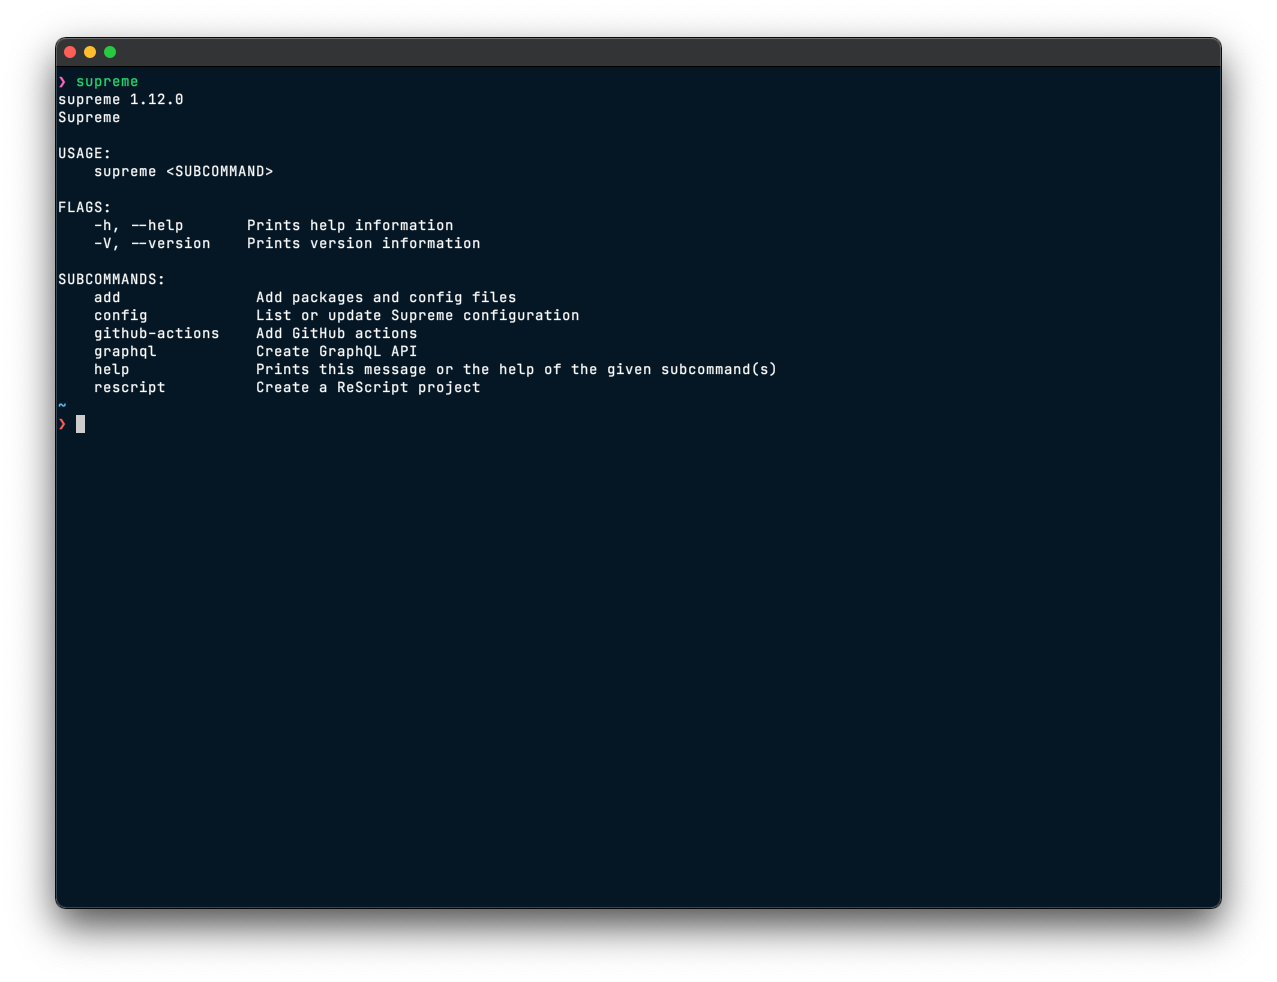 ❯ supreme
supreme 1.12.0
Supreme

USAGE:
    supreme <SUBCOMMAND>

FLAGS:
    -h, --help       Prints help information
    -V, --version    Prints version information

SUBCOMMANDS:
    add               Add packages and config files
    config            List or update Supreme configuration
    github-actions    Add GitHub actions
    graphql           Create GraphQL API
    help              Prints this message or the help of the given subcommand(s)
    rescript          Create a ReScript project
~
❯